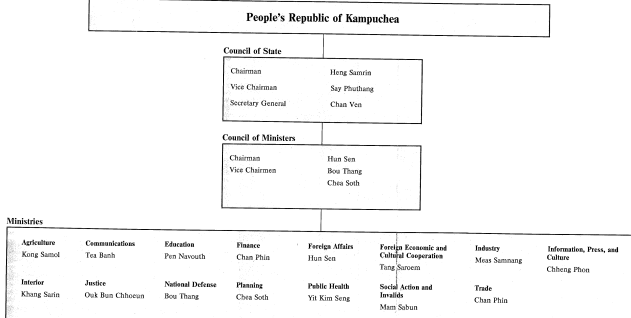 People's Republic of Kampuchea
Council of State
Chairman Heng Samrin
Vice Chairman Say Phuthang
Secretary General Chan Ven
Council of Ministers
Chairman Hun Sen
Vice Chairmen Bou Thang
Chea Soth
Ministries
Agriculture Communications Education Finance Foreign Affairs Foreign Economic and Cultural Cooperation Industry Information, Press, and Culture
Kong Samol Tea Banh Pen Navouth Chan Phin Hun Sen Tang Saroem Meas Samnang Chheng Phon
Interior Justice National Defense Planning Public Health Social Action and Invalids Trade
Khang Sarin Ouk Bun Chhoeun Bou Thang Chea Soth Yit Kim Seng Mam Sabun Chan Phin